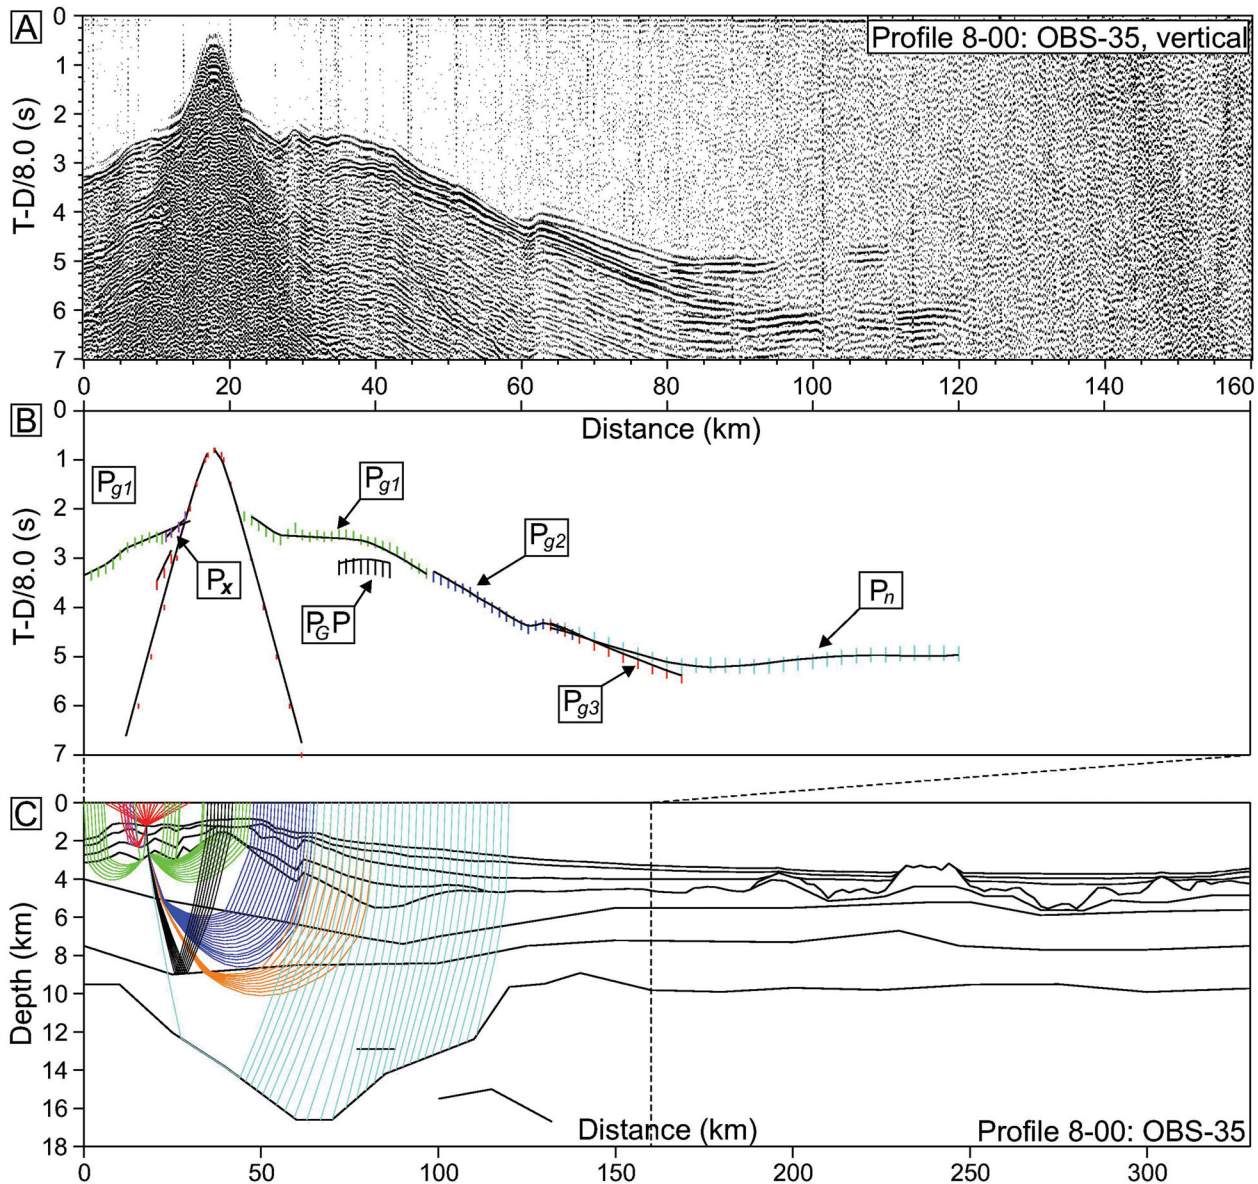 A
Profile 8-00: OBS-35, vertical
T-D/8.0 (s)
0
1
2
3
4
5
6
7
0 20 40 60 80 100 120 140 160
Distance (km)
B
T-D/8.0 (s)
0
1
2
3
4
5
6
7
Pg1
Pg1
Px
PGP
Pg2
Pn
Pg3
C
Depth (km)
0
2
4
6
8
10
12
14
16
18
Distance (km)
Profile 8-00: OBS-35
0 50 100 150 200 250 300